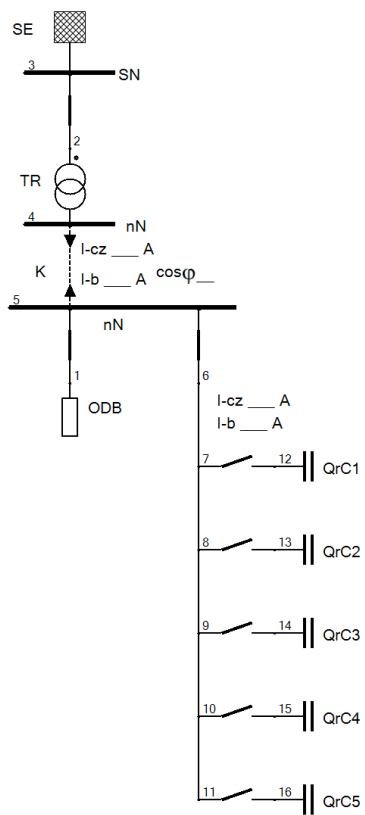 SE
3
SN
2
TR
4
nN
I-cz ___ A
K
I-b ___ A cosφ__
5
nN
1
6
ODB
I-cz ___ A
I-b ___ A
7 12 QrC1
8 13 QrC2
9 14 QrC3
10 15 QrC4
11 16 QrC5